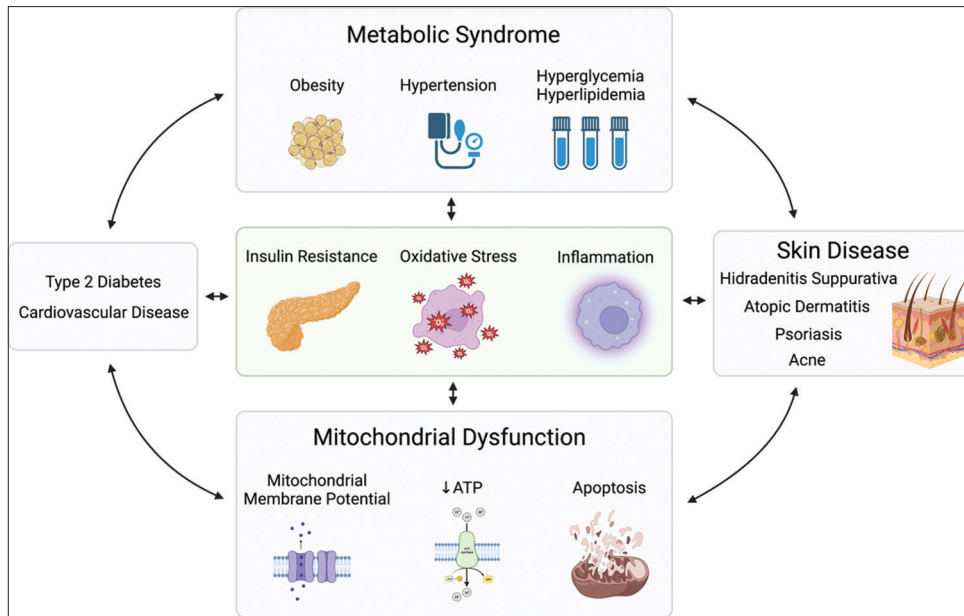 Metabolic Syndrome
Obesity
Hypertension
Hyperglycemia
Hyperlipidemia
Type 2 Diabetes
Cardiovascular Disease
Insulin Resistance
Oxidative Stress
Inflammation
Skin Disease
Hidradenitis Suppurativa
Atopic Dermatitis
Psoriasis
Acne
Mitochondrial Dysfunction
Mitochondrial
Membrane Potential
↓ATP
Apoptosis